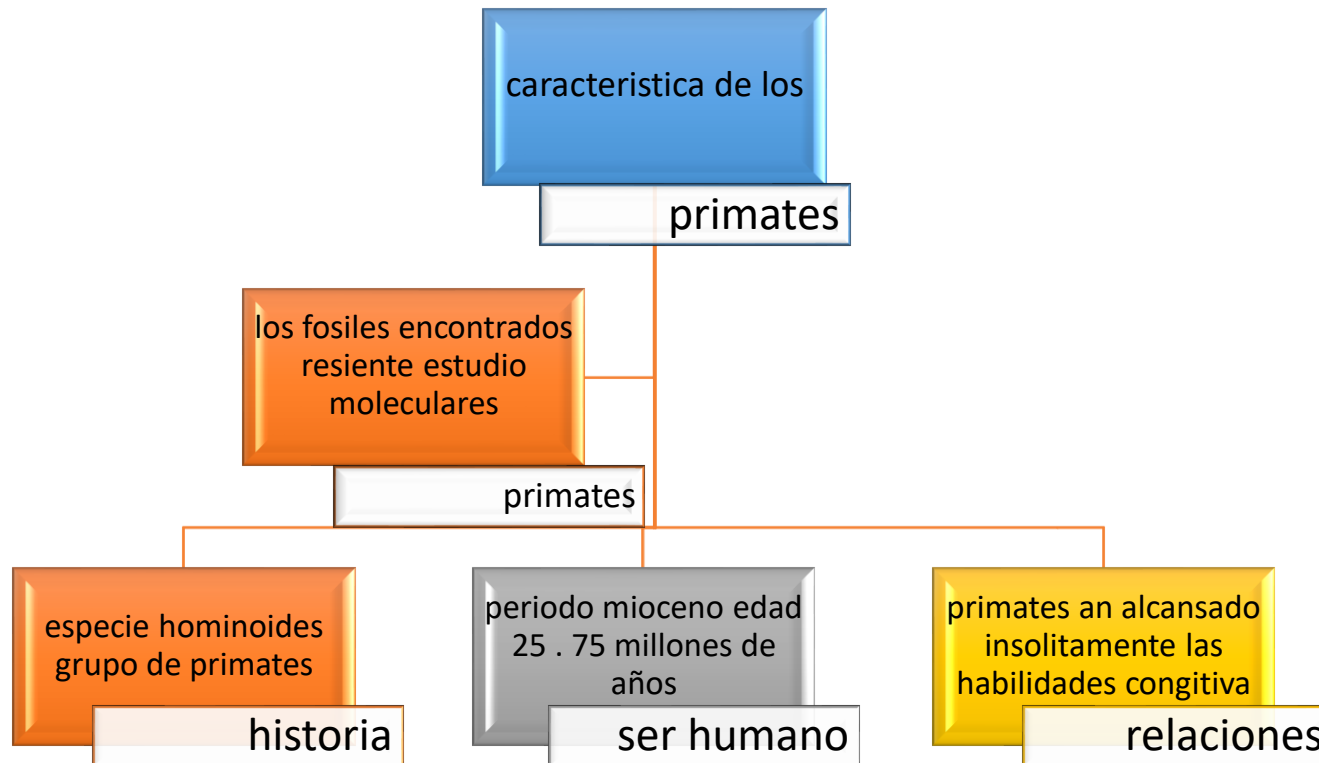 caracteristica de los
primates
los fosiles encontrados
resiente estudio
moleculares
primates
especie hominoides
grupo de primates
historia
periodo mioceno edad
25 . 75 millones de
años
ser humano
primates an alcansado
insolitamente las
habilidades congitiva
relaciones